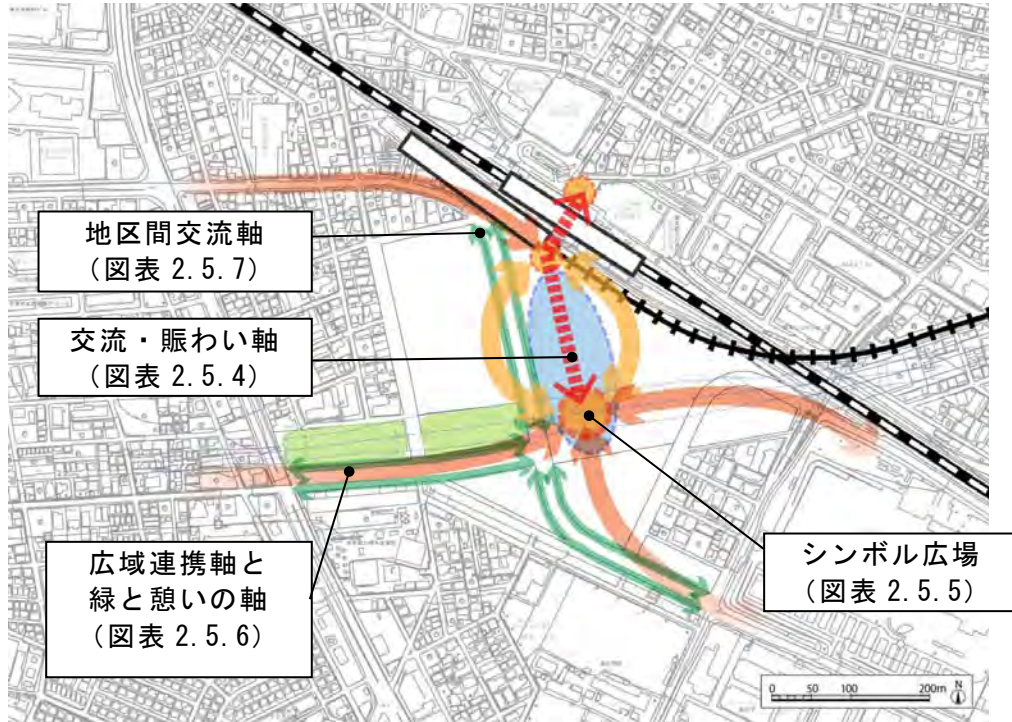 地区間交流軸
（図表 2.5.7）
交流・賑わい軸
（図表 2.5.4）
広域連携軸と
緑と憩いの軸
（図表 2.5.6）
シンボル広場
（図表 2.5.5）
0 50 100 200m
N